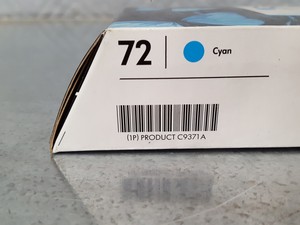 72 Cyan
(1P) PRODUCT C9371A